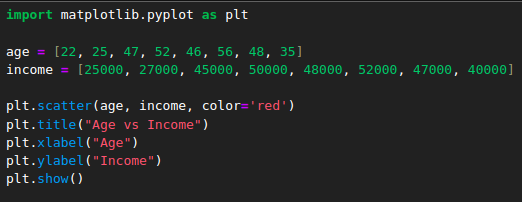 import matplotlib.pyplot as plt
age = [22, 25, 47, 52, 46, 56, 48, 35]
income = [25000, 27000, 45000, 50000, 48000, 52000, 47000, 40000]
plt.scatter(age, income, color='red')
plt.title("Age vs Income")
plt.xlabel("Age")
plt.ylabel("Income")
plt.show()